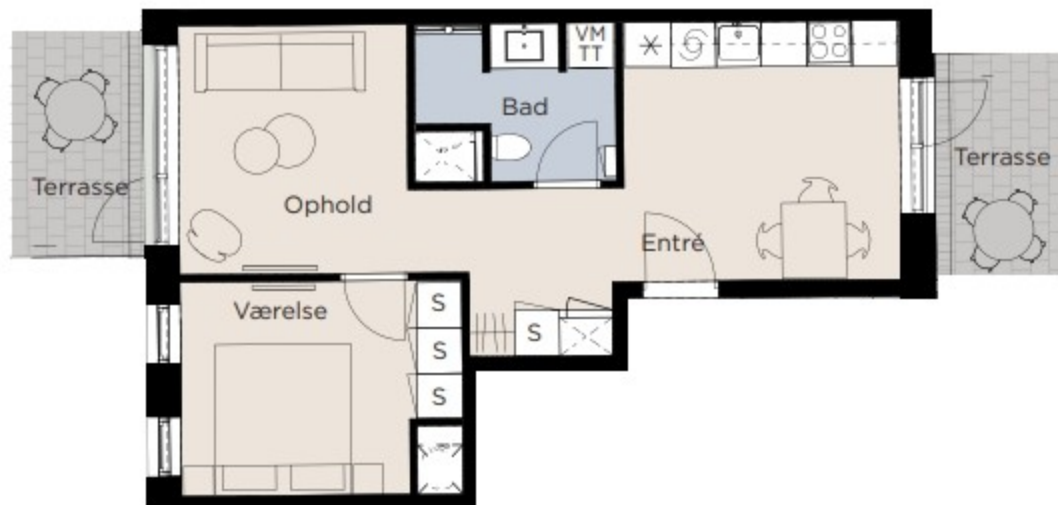 VM
TT
Bad
Terrasse
Ophold
Entré
Terrasse
Værelse
S
S
S
S